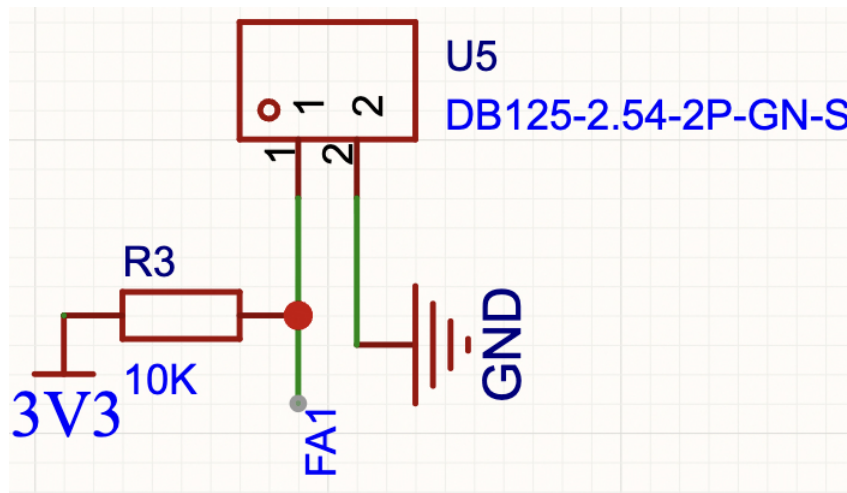 U5
DB125-2.54-2P-GN-S
1 2
1 2
R3
10K
3V3
FA1
GND